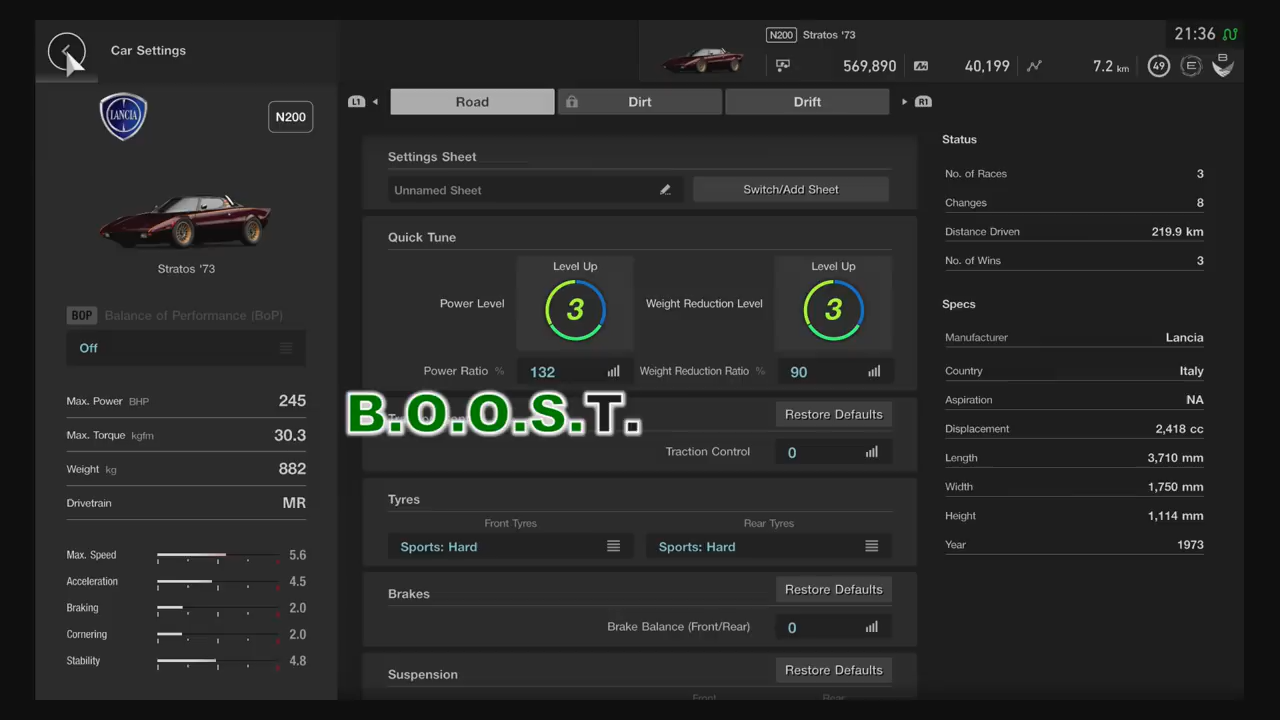 Car Settings
N200 Stratos '73
569,890
40,199
7.2 km
49
E
B
21:36
LANCIA
N200
Stratos '73
BOP Balance of Performance (BoP)
Off
Max. Power BHP 245
Max. Torque kgfm 30.3
Weight kg 882
Drivetrain MR
Max. Speed 5.6
Acceleration 4.5
Braking 2.0
Cornering 2.0
Stability 4.8
L1 Road Dirt Drift R1
Settings Sheet
Unnamed Sheet Switch/Add Sheet
Quick Tune
Level Up Level Up
Power Level 3 Weight Reduction Level 3
Power Ratio % 132 Weight Reduction Ratio % 90
B.O.O.S.T.
Restore Defaults
Traction Control 0
Tyres
Front Tyres Rear Tyres
Sports: Hard Sports: Hard
Brakes Restore Defaults
Brake Balance (Front/Rear) 0
Suspension Restore Defaults
Front Rear
Status
No. of Races 3
Changes 8
Distance Driven 219.9 km
No. of Wins 3
Specs
Manufacturer Lancia
Country Italy
Aspiration NA
Displacement 2,418 cc
Length 3,710 mm
Width 1,750 mm
Height 1,114 mm
Year 1973